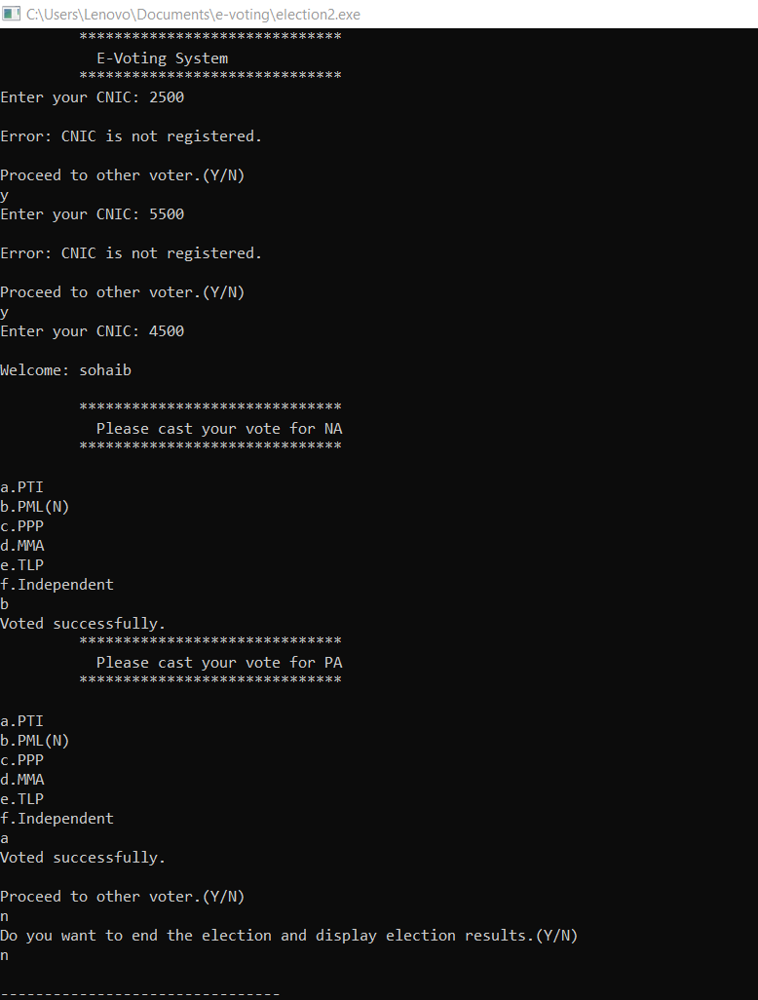 C:\Users\Lenovo\Documents\e-voting\election2.exe
******************************
E-Voting System
******************************
Enter your CNIC: 2500
Error: CNIC is not registered.
Proceed to other voter.(Y/N)
y
Enter your CNIC: 5500
Error: CNIC is not registered.
Proceed to other voter.(Y/N)
y
Enter your CNIC: 4500
Welcome: sohaib
******************************
Please cast your vote for NA
******************************
a.PTI
b.PML(N)
c.PPP
d.MMA
e.TLP
f.Independent
b
Voted successfully.
******************************
Please cast your vote for PA
******************************
a.PTI
b.PML(N)
c.PPP
d.MMA
e.TLP
f.Independent
a
Voted successfully.
Proceed to other voter.(Y/N)
n
Do you want to end the election and display election results.(Y/N)
n
--------------------------------